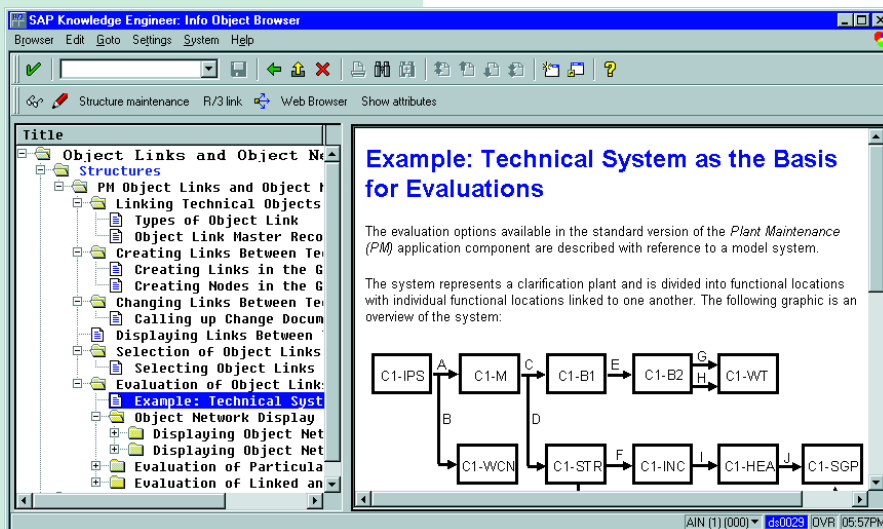 SAP Knowledge Engineer: Info Object Browser
Browser Edit Goto Settings System Help
Structure maintenance R/3 link Web Browser Show attributes
Title
Object Links and Object Ne
Structures
PM Object Links and Object N
Linking Technical Objects
Types of Object Link
Object Link Master Reco
Creating Links Between Te
Creating Links in the G
Creating Nodes in the G
Changing Links Between Te
Calling up Change Docum
Displaying Links Between
Selection of Object Links
Selecting Object Links
Evaluation of Object Link
Example: Technical Syst
Object Network Display
Displaying Object Net
Displaying Object Net
Evaluation of Particula
Evaluation of Linked an
Example: Technical System as the Basis
for Evaluations
The evaluation options available in the standard version of the Plant Maintenance
(PM) application component are described with reference to a model system.
The system represents a clarification plant and is divided into functional locations
with individual functional locations linked to one another. The following graphic is an
overview of the system:
C1-IPS A C1-M C C1-B1 E C1-B2 G H C1-WT
B D
C1-WCN C1-STR F C1-INC I C1-HEA J C1-SGP
AIN (1) (000) ds0029 OVR 05:57PM